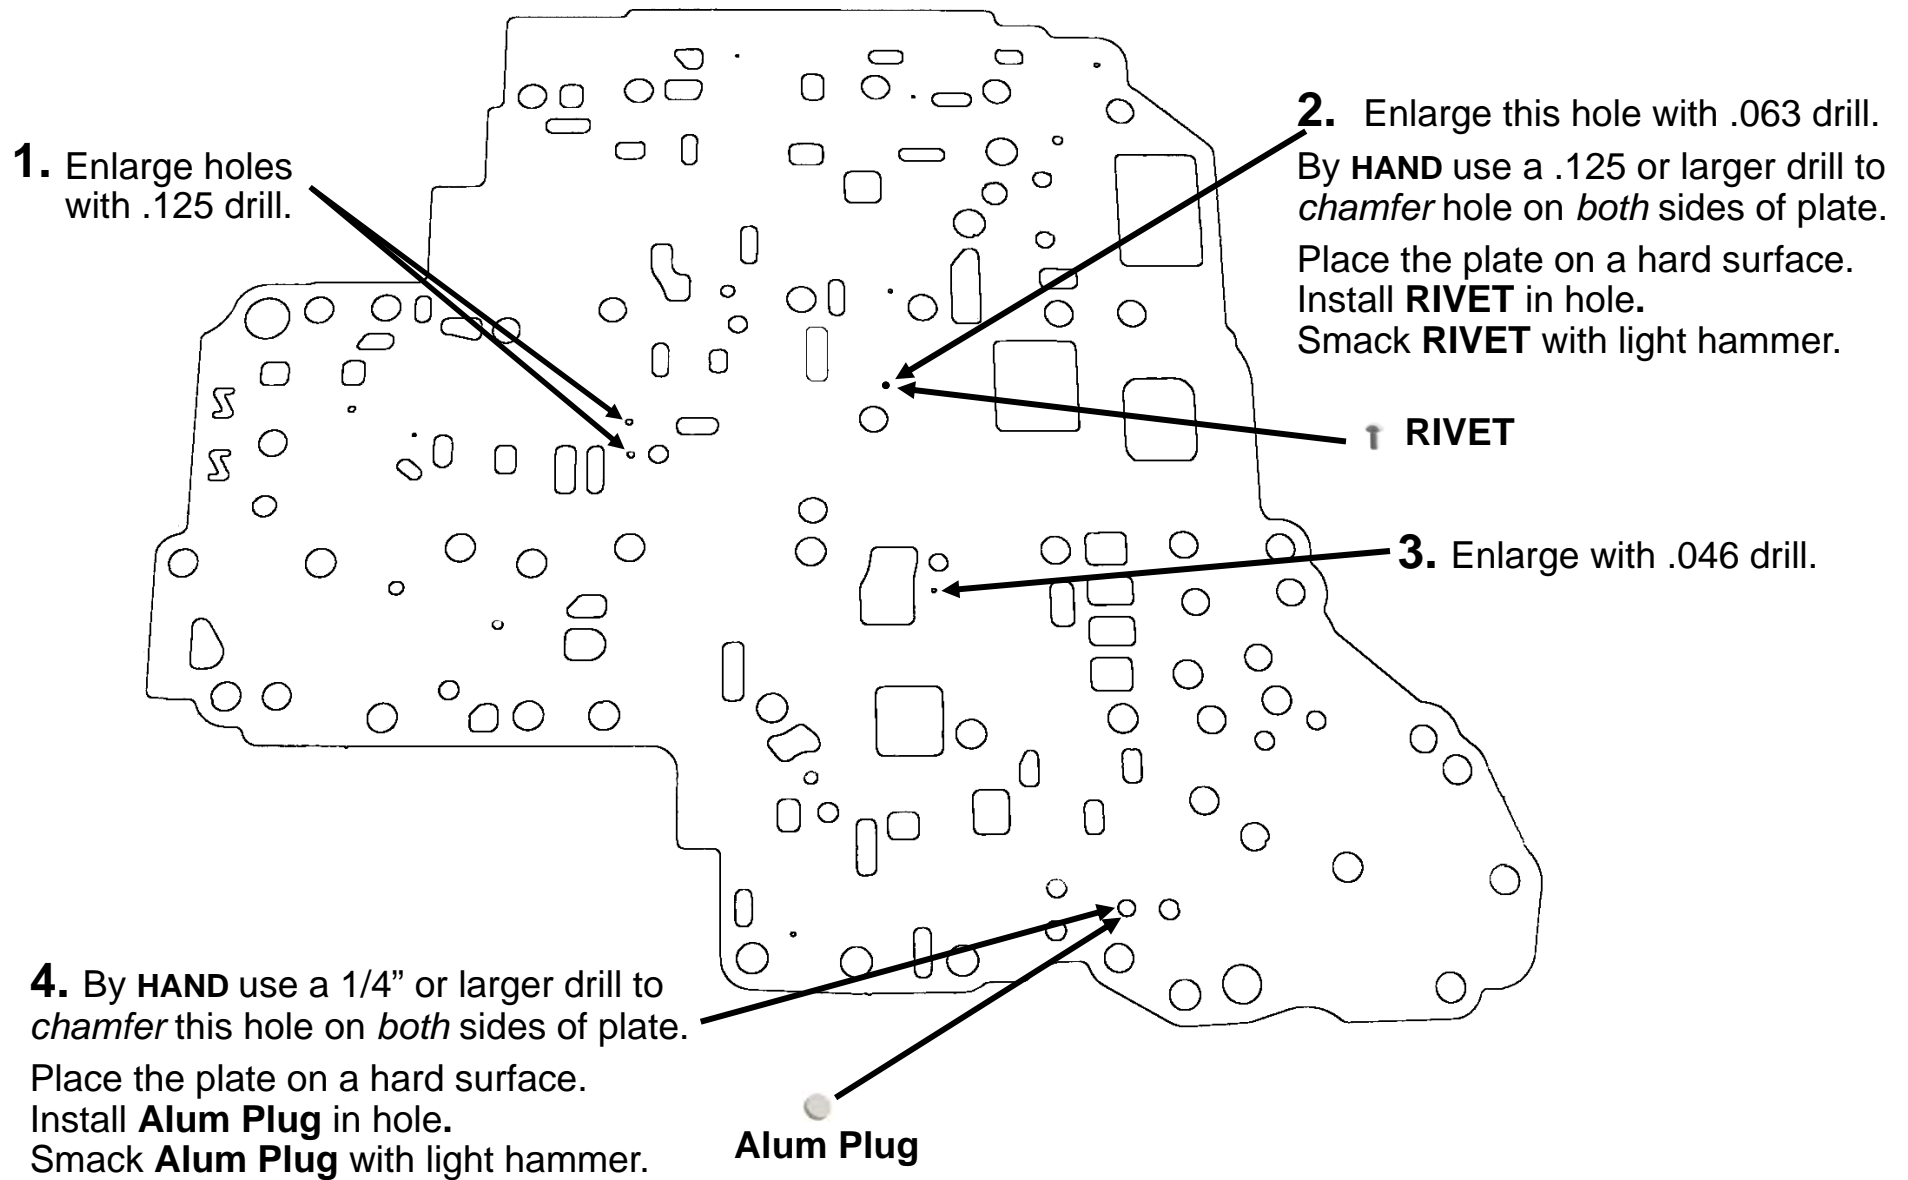 1. Enlarge holes
with .125 drill.
2. Enlarge this hole with .063 drill.
By HAND use a .125 or larger drill to
chamfer hole on both sides of plate.
Place the plate on a hard surface.
Install RIVET in hole.
Smack RIVET with light hammer.
RIVET
3. Enlarge with .046 drill.
4. By HAND use a 1/4” or larger drill to
chamfer this hole on both sides of plate.
Place the plate on a hard surface.
Install Alum Plug in hole.
Smack Alum Plug with light hammer.
Alum Plug